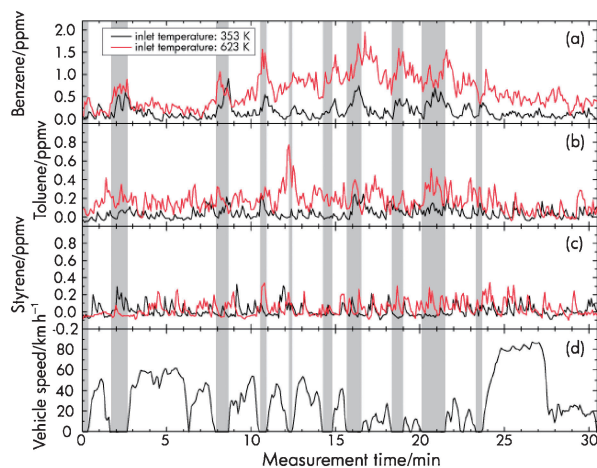 Benzene/ppmv
2.0
1.5
1.0
0.5
0.0
inlet temperature: 353 K
inlet temperature: 623 K
(a)
Toluene/ppmv
0.8
0.6
0.4
0.2
0.0
(b)
Styrene/ppmv
0.8
0.6
0.4
0.2
0.0
-0.2
(c)
Vehicle speed/kmh⁻¹
80
60
40
20
0
(d)
0 5 10 15 20 25 30
Measurement time/min